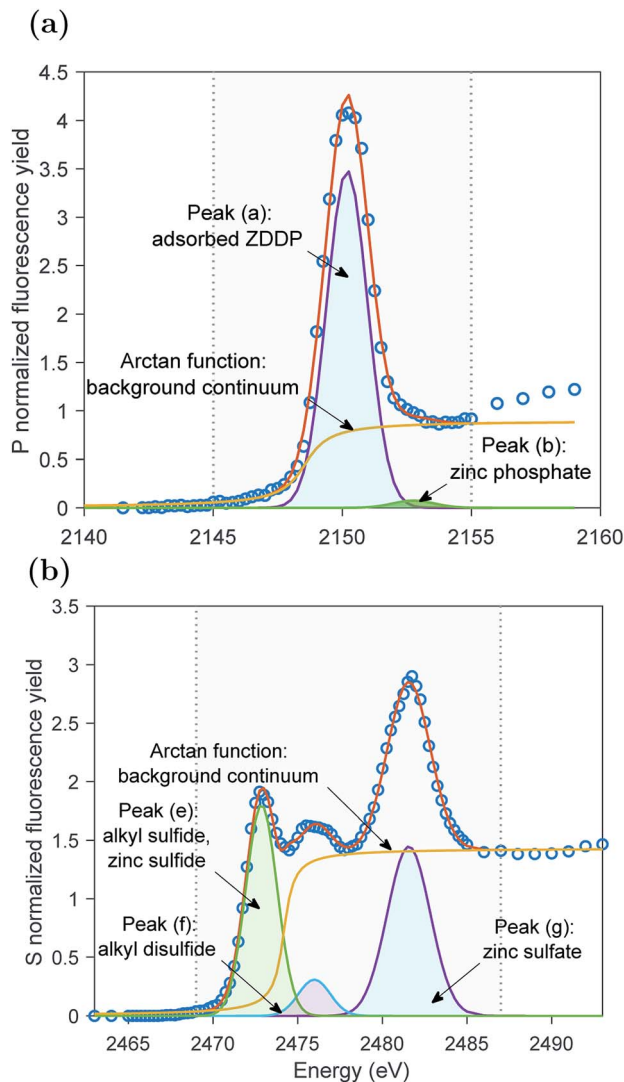 (a)
4.5
4
3.5
3
2.5
2
1.5
1
0.5
0
P normalized fluorescence yield
Peak (a):
adsorbed ZDDP
Arctan function:
background continuum
Peak (b):
zinc phosphate
2140 2145 2150 2155 2160
(b)
3.5
3
2.5
2
1.5
1
0.5
0
S normalized fluorescence yield
Arctan function:
background continuum
Peak (e):
alkyl sulfide,
zinc sulfide
Peak (f):
alkyl disulfide
Peak (g):
zinc sulfate
2465 2470 2475 2480 2485 2490
Energy (eV)